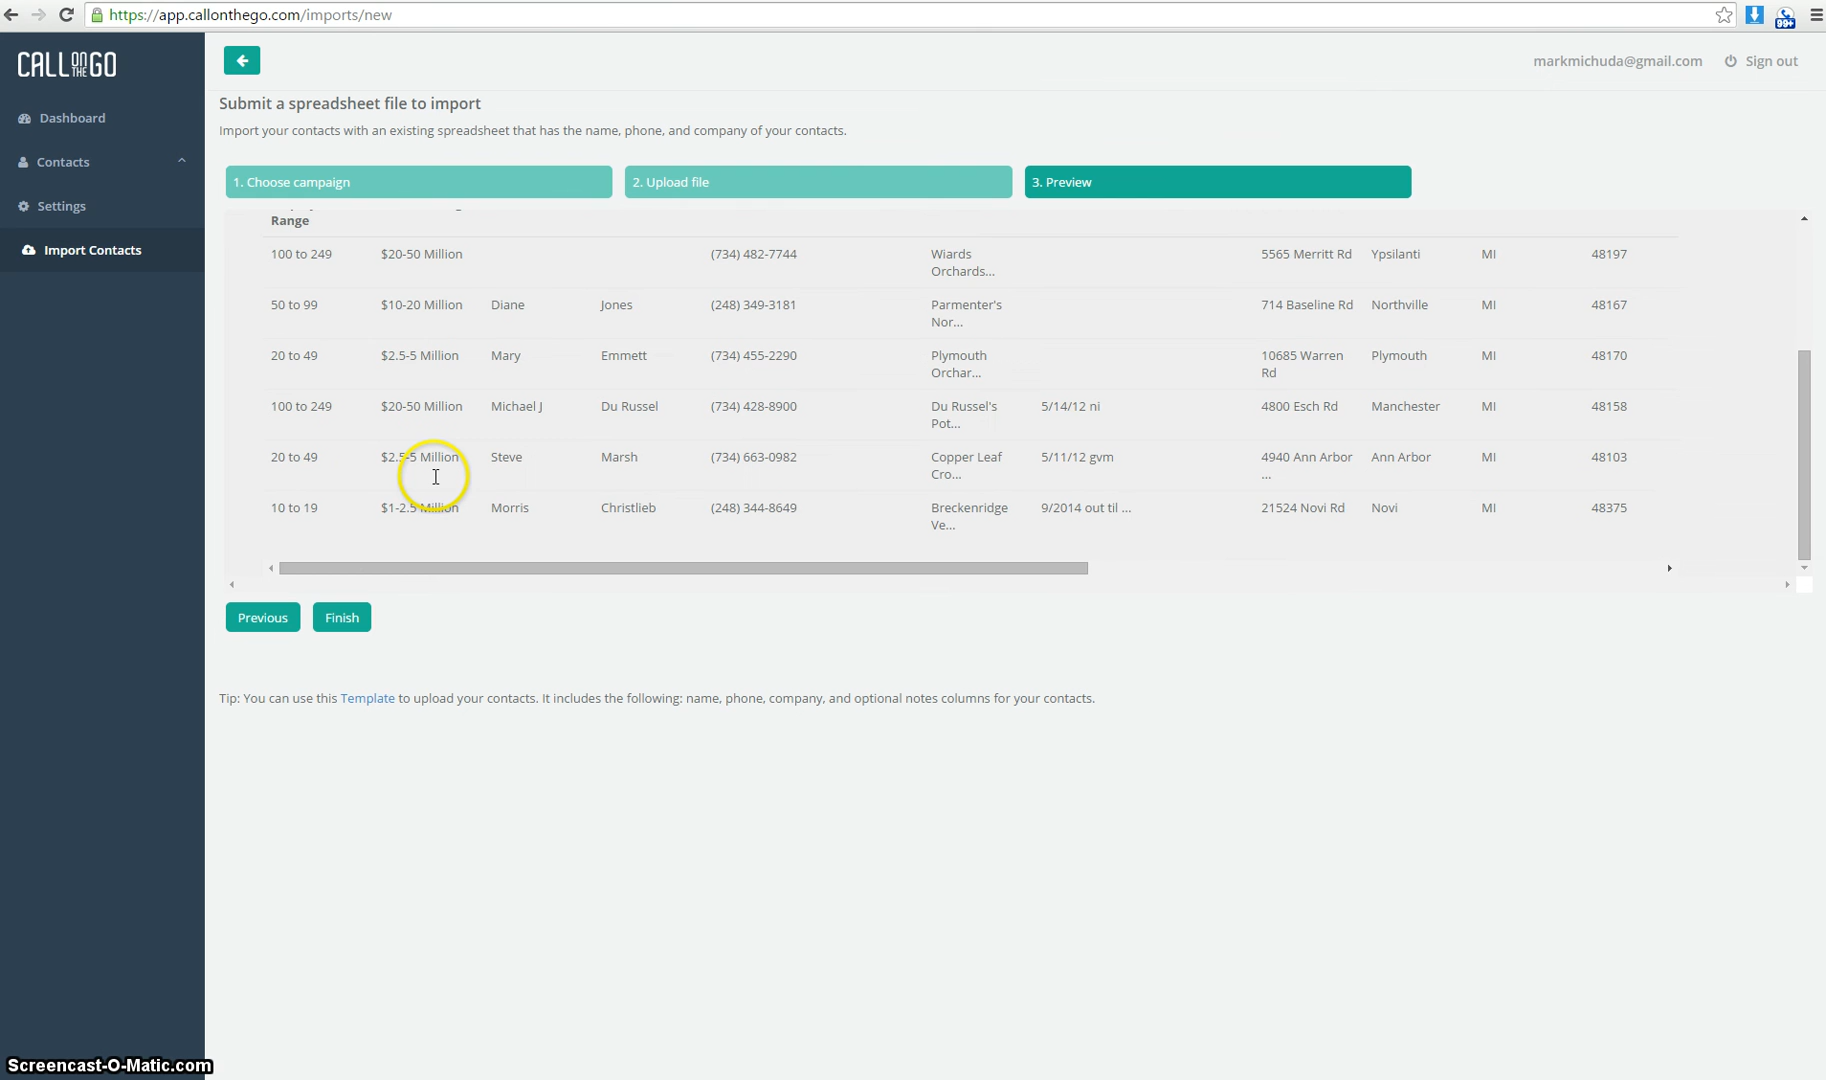 https://app.callonthego.com/imports/new
99+
CALL ON THE GO
markmichuda@gmail.com Sign out
Dashboard
Contacts
Settings
Import Contacts
Submit a spreadsheet file to import
Import your contacts with an existing spreadsheet that has the name, phone, and company of your contacts.
1. Choose campaign 2. Upload file 3. Preview
Range
100 to 249 $20-50 Million (734) 482-7744 Wiards 5565 Merritt Rd Ypsilanti MI 48197
Orchards...
50 to 99 $10-20 Million Diane Jones (248) 349-3181 Parmenter's 714 Baseline Rd Northville MI 48167
Nor...
20 to 49 $2.5-5 Million Mary Emmett (734) 455-2290 Plymouth 10685 Warren Plymouth MI 48170
Orchar... Rd
100 to 249 $20-50 Million Michael J Du Russel (734) 428-8900 Du Russel's 5/14/12 ni 4800 Esch Rd Manchester MI 48158
Pot...
20 to 49 $2.5-5 Million Steve Marsh (734) 663-0982 Copper Leaf 5/11/12 gvm 4940 Ann Arbor Ann Arbor MI 48103
Cro... ...
10 to 19 $1-2.5 Million Morris Christlieb (248) 344-8649 Breckenridge 9/2014 out til ... 21524 Novi Rd Novi MI 48375
Ve...
Previous Finish
Tip: You can use this Template to upload your contacts. It includes the following: name, phone, company, and optional notes columns for your contacts.
Screencast-O-Matic.com